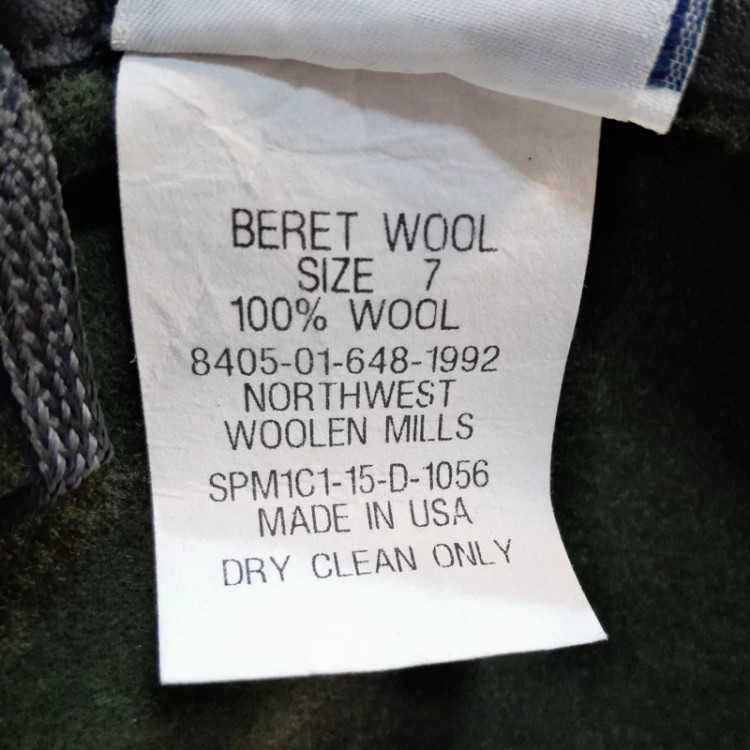 BERET WOOL
SIZE 7
100% WOOL
8405-01-648-1992
NORTHWEST
WOOLEN MILLS
SPM1C1-15-D-1056
MADE IN USA
DRY CLEAN ONLY